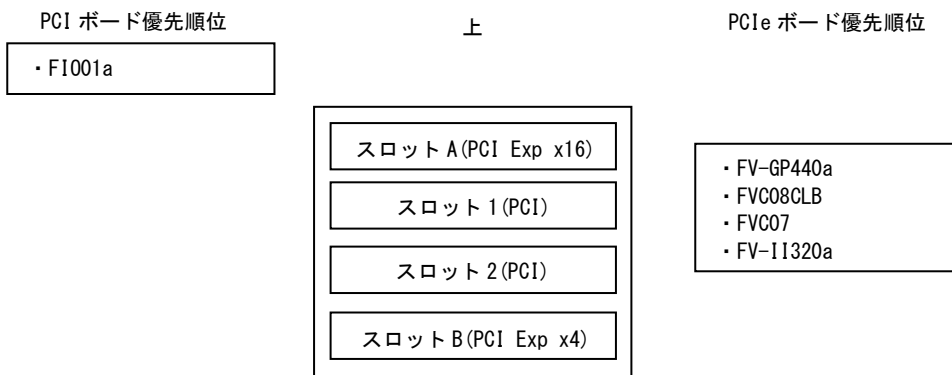 PCI ボード優先順位
・FI001a
上
スロット A(PCI Exp x16)
スロット 1(PCI)
スロット 2(PCI)
スロット B(PCI Exp x4)
PCIe ボード優先順位
・FV-GP440a
・FVC08CLB
・FVC07
・FV-II320a